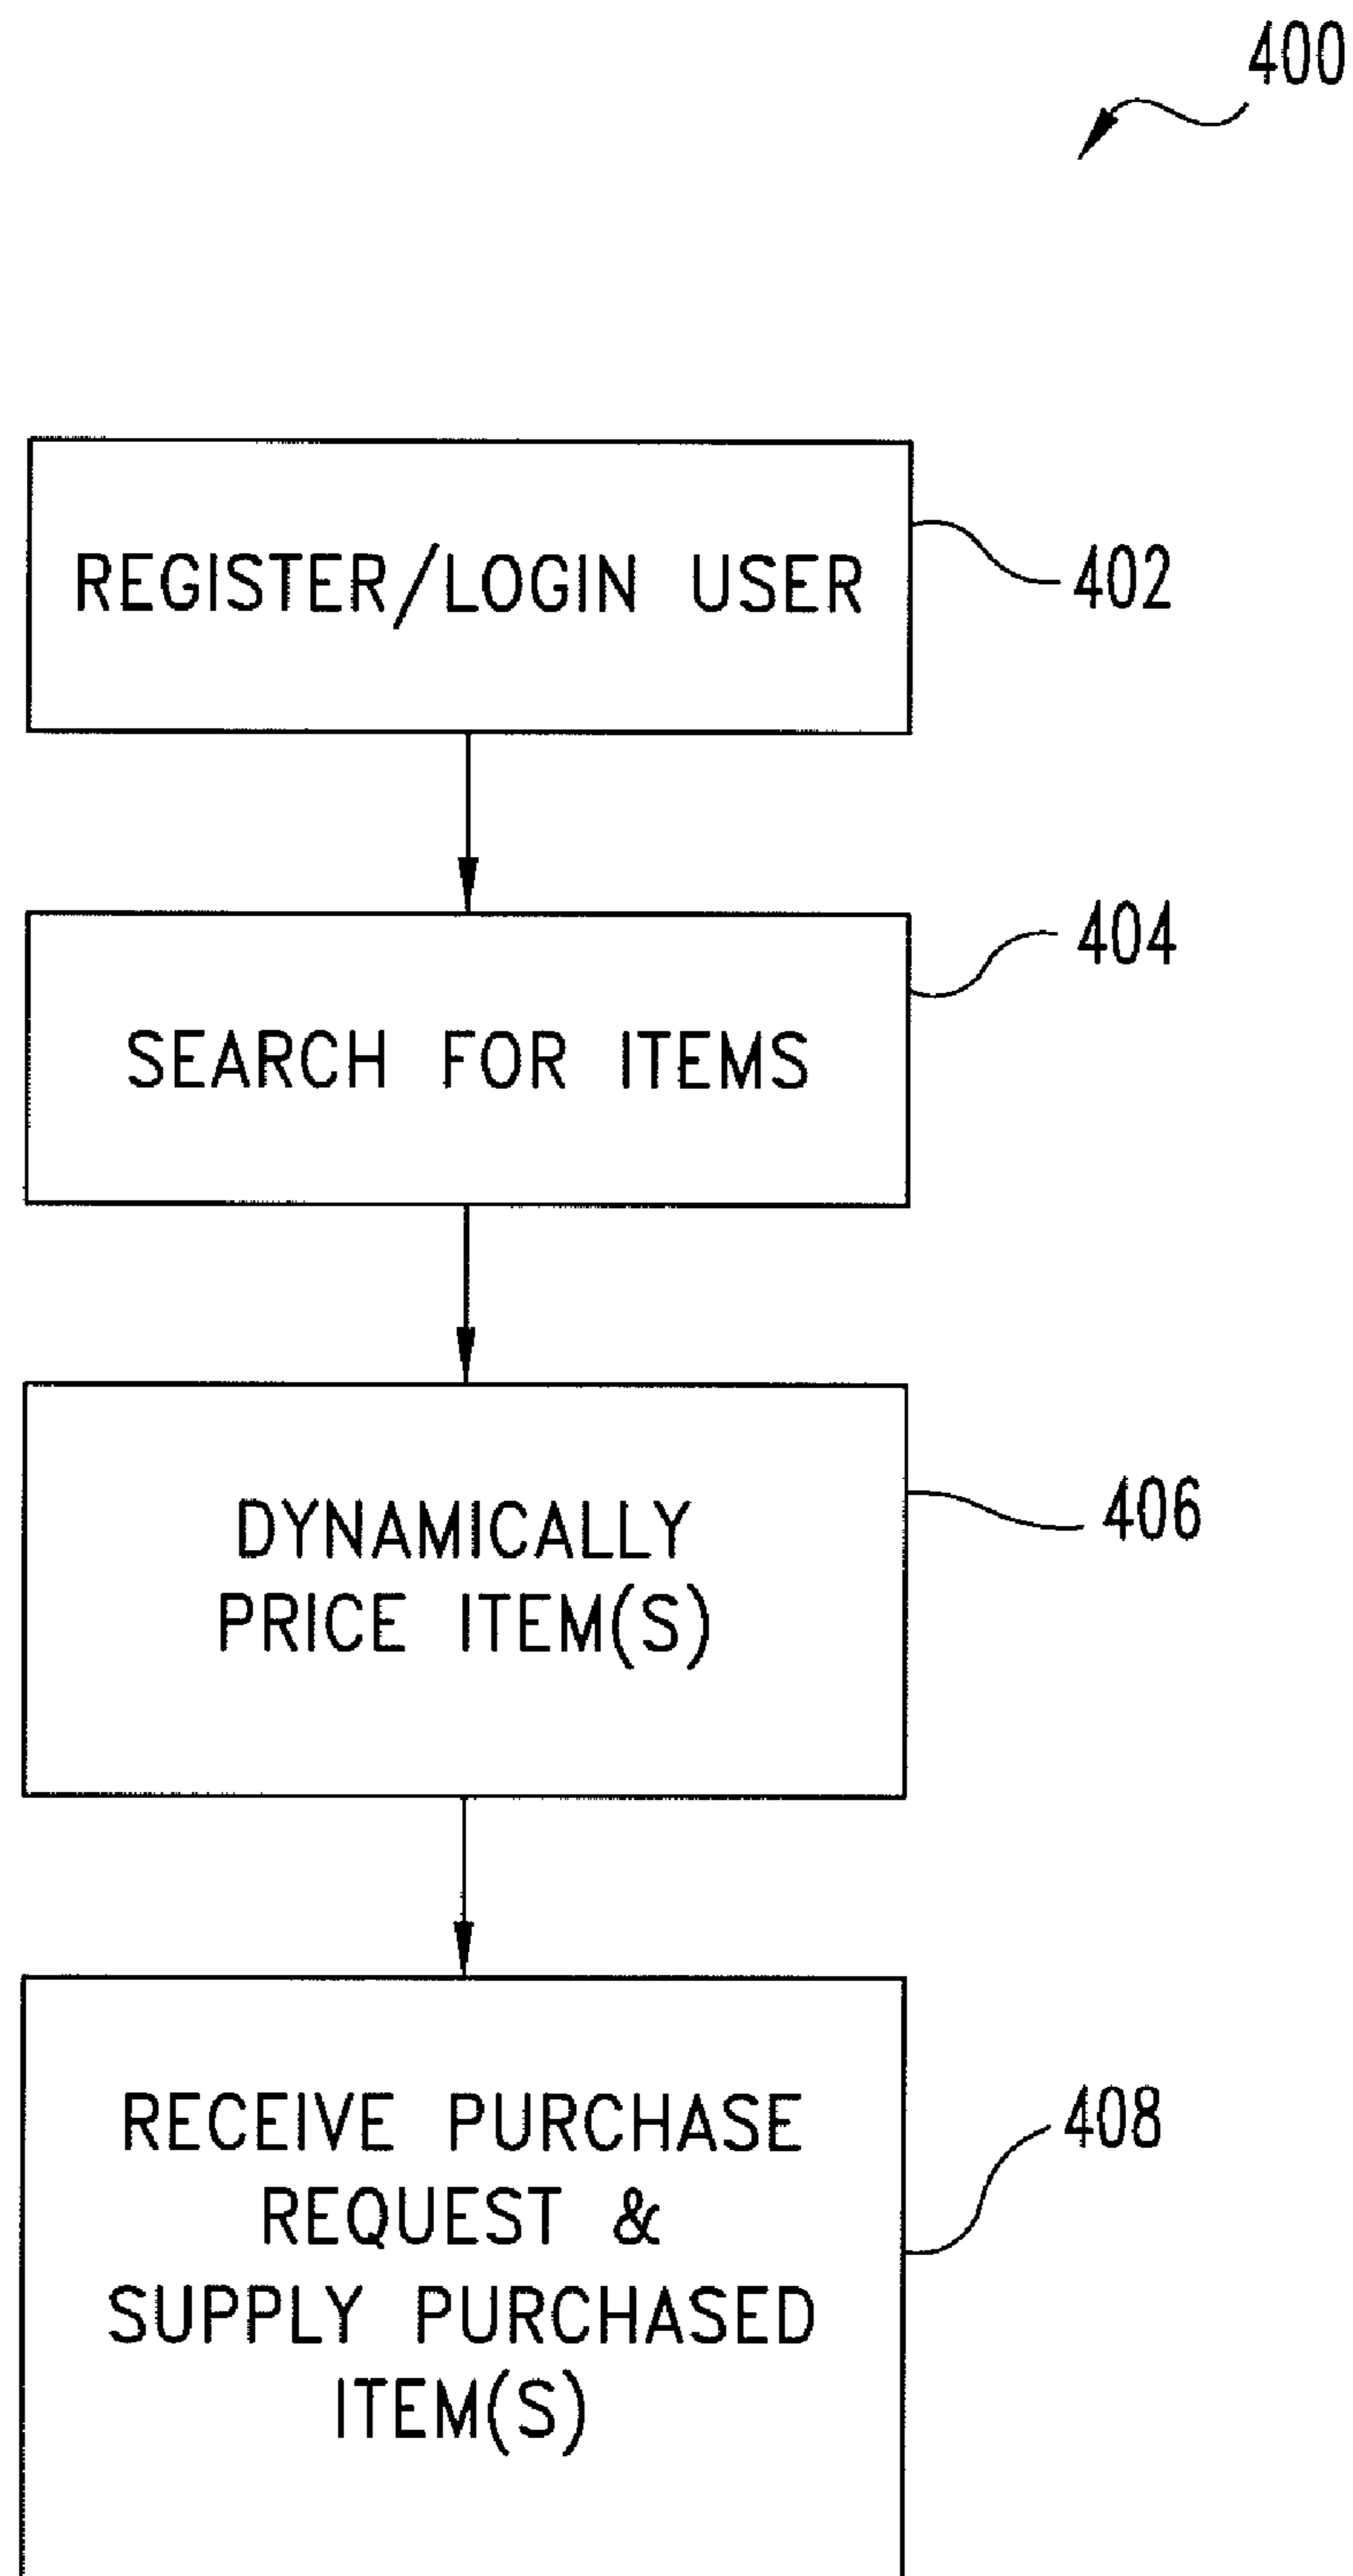 400
REGISTER/LOGIN USER
402
SEARCH FOR ITEMS
404
DYNAMICALLY
PRICE ITEM(S)
406
RECEIVE PURCHASE
REQUEST &
SUPPLY PURCHASED
ITEM(S)
408